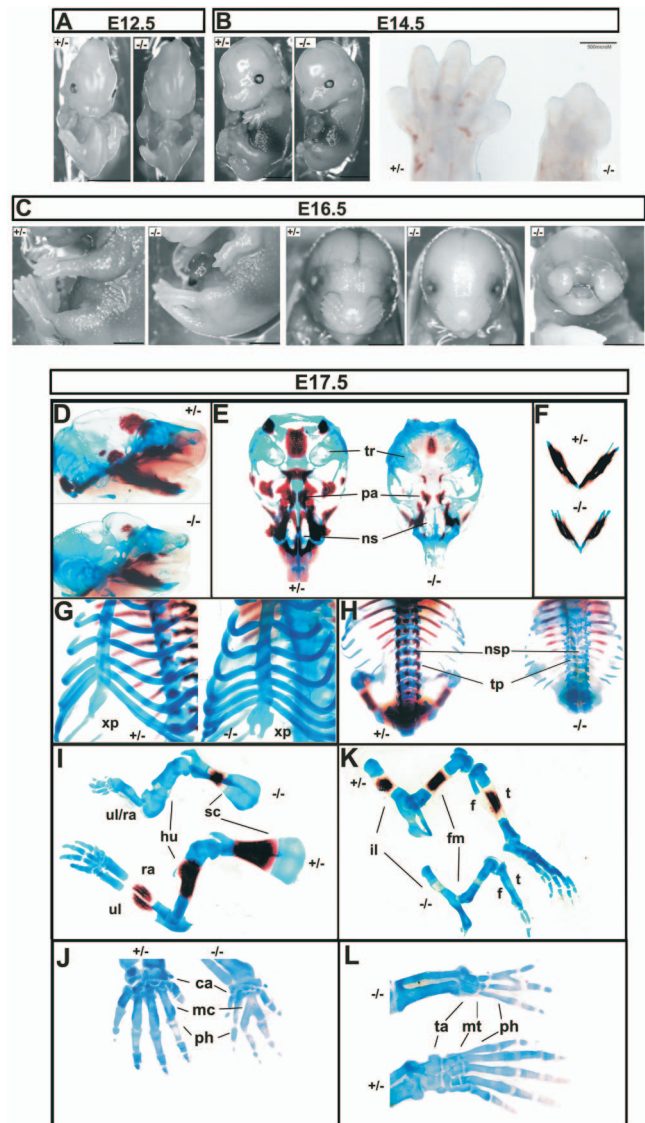 A E12.5 B E14.5
+/- -/- +/- -/-
500micron
+/- -/-
C E16.5
+/- -/- +/- -/- -/-
E17.5
D +/- E F
+/-
tr
-/- pa -/-
ns
+/- -/-
G H
nsp
tp
xp +/- -/- xp +/- -/-
I K
-/- +/-
ul/ra sc f t
hu il fm
ra +/-
ul -/- f t
J +/- -/- L
ca -/-
mc
ph ta mt ph
+/-